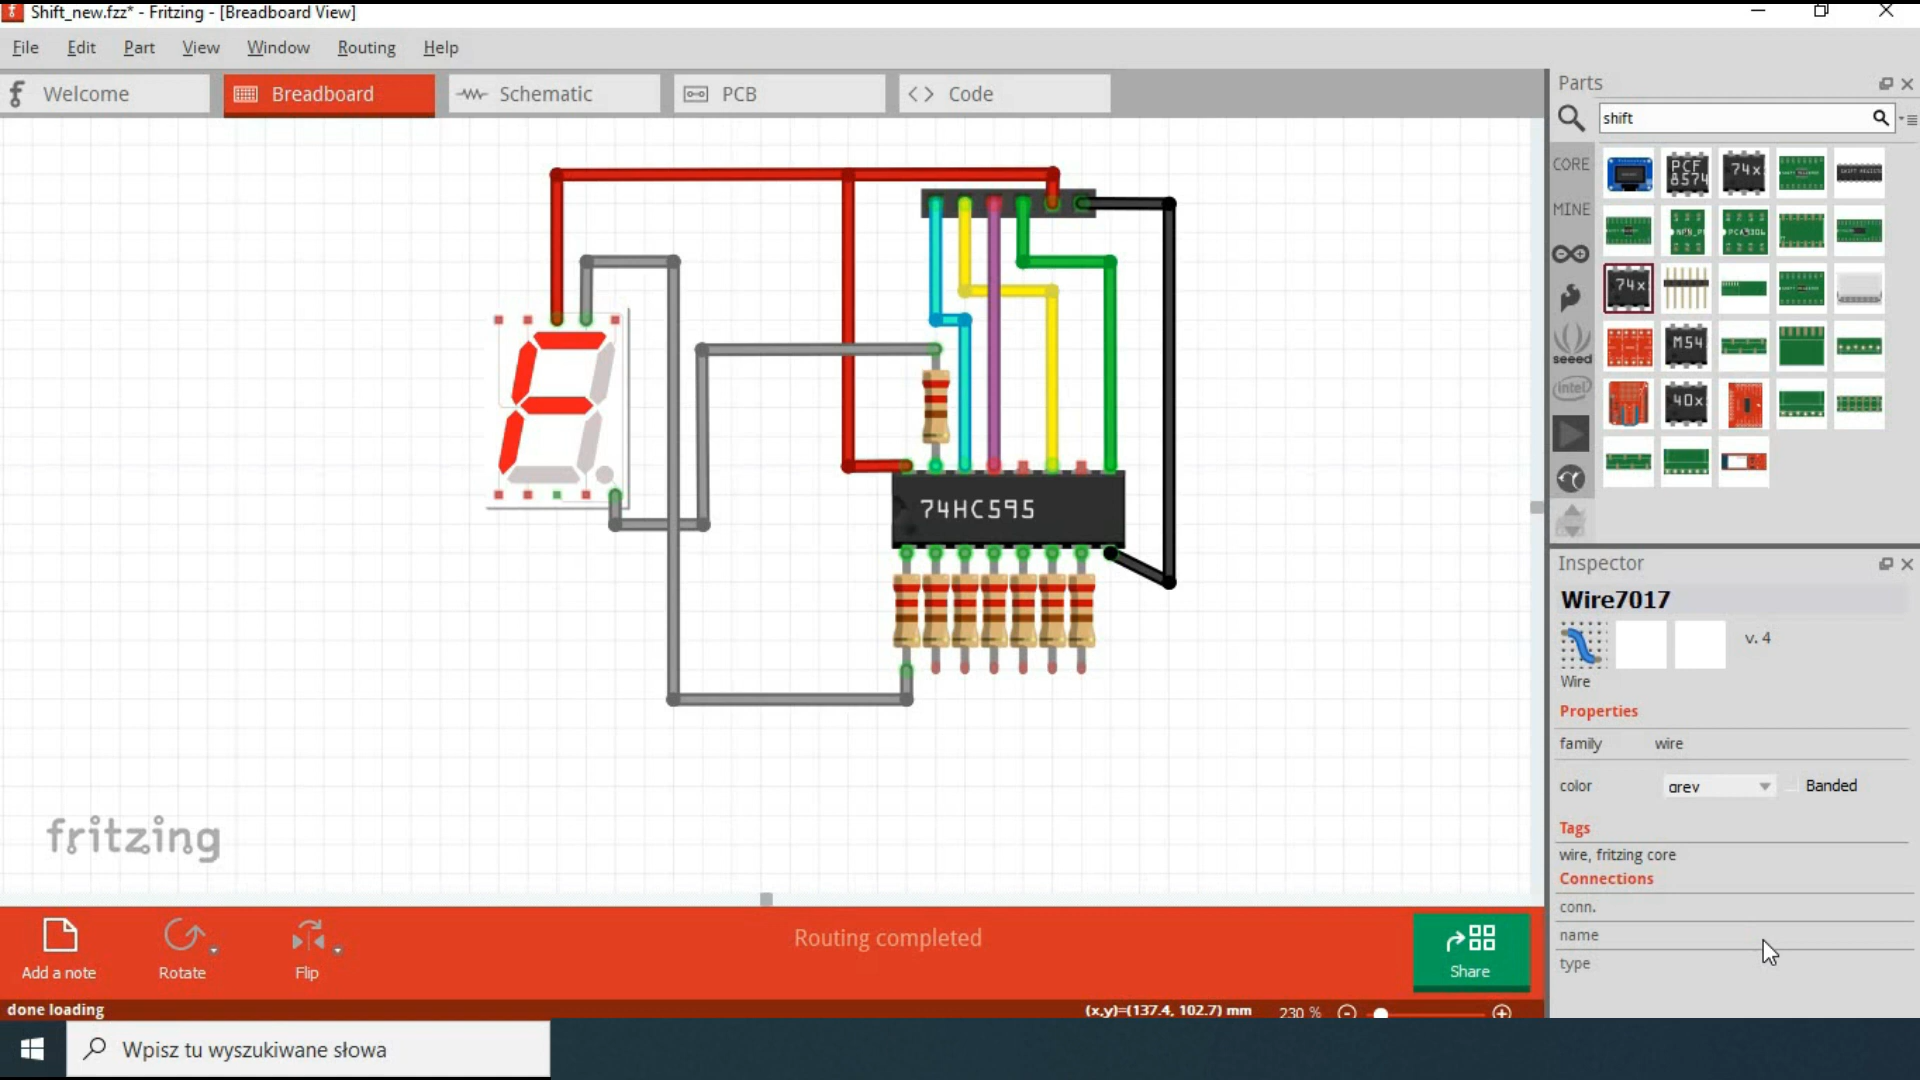 Shift_new.fzz* - Fritzing - [Breadboard View]
File Edit Part View Window Routing Help
Welcome Breadboard Schematic PCB Code
Parts
shift
CORE
MINE
seeed
intel
PCF 8574
74x
74x
M54
40x
74HC595
Inspector
Wire7017
v. 4
Wire
Properties
family wire
color grey Banded
Tags
wire, fritzing core
Connections
conn.
name
type
fritzing
Add a note Rotate Flip
Routing completed
Share
done loading
(x,y)=(137.4, 102.7) mm 230 %
Wpisz tu wyszukiwane słowa